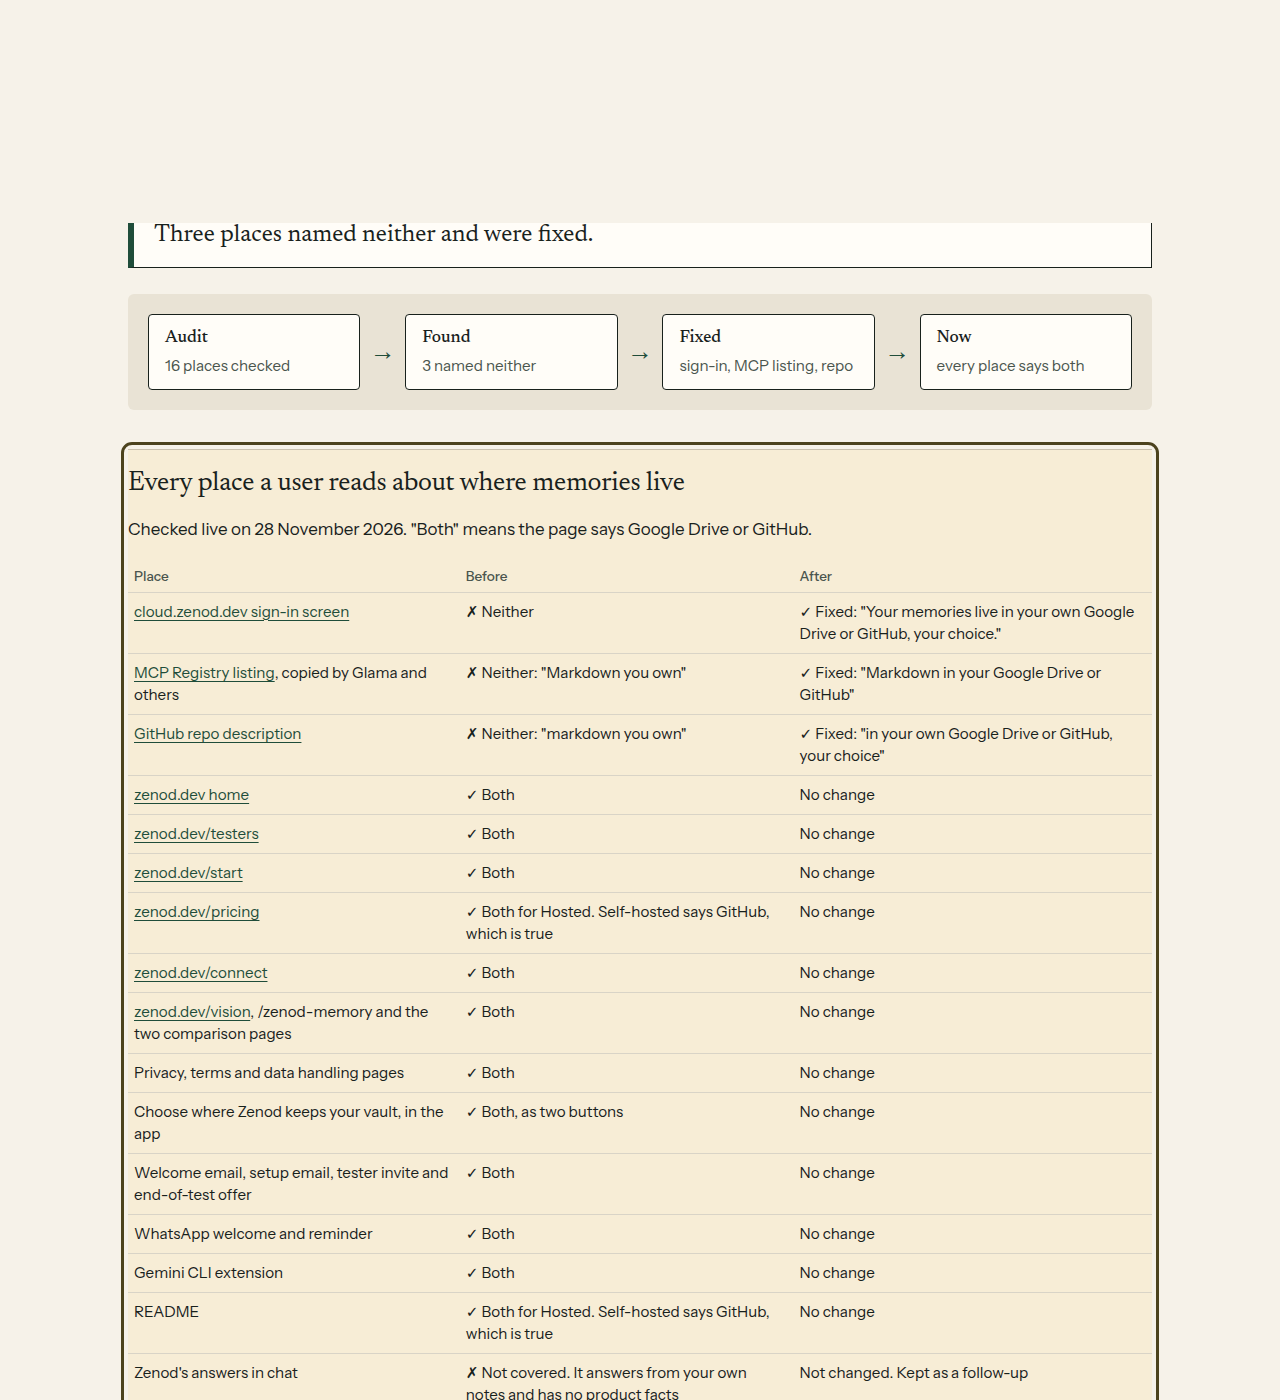 Three places named neither and were fixed.
Audit
16 places checked
→
Found
3 named neither
→
Fixed
sign-in, MCP listing, repo
→
Now
every place says both
Every place a user reads about where memories live
Checked live on 28 November 2026. "Both" means the page says Google Drive or GitHub.
Place Before After
cloud.zenod.dev sign-in screen ✗ Neither ✓ Fixed: "Your memories live in your own Google
Drive or GitHub, your choice."
MCP Registry listing, copied by Glama and ✗ Neither: "Markdown you own" ✓ Fixed: "Markdown in your Google Drive or
others GitHub"
GitHub repo description ✗ Neither: "markdown you own" ✓ Fixed: "in your own Google Drive or GitHub,
your choice"
zenod.dev home ✓ Both No change
zenod.dev/testers ✓ Both No change
zenod.dev/start ✓ Both No change
zenod.dev/pricing ✓ Both for Hosted. Self-hosted says GitHub, No change
which is true
zenod.dev/connect ✓ Both No change
zenod.dev/vision, /zenod-memory and the ✓ Both No change
two comparison pages
Privacy, terms and data handling pages ✓ Both No change
Choose where Zenod keeps your vault, in the ✓ Both, as two buttons No change
app
Welcome email, setup email, tester invite and ✓ Both No change
end-of-test offer
WhatsApp welcome and reminder ✓ Both No change
Gemini CLI extension ✓ Both No change
README ✓ Both for Hosted. Self-hosted says GitHub, No change
which is true
Zenod's answers in chat ✗ Not covered. It answers from your own Not changed. Kept as a follow-up
notes and has no product facts